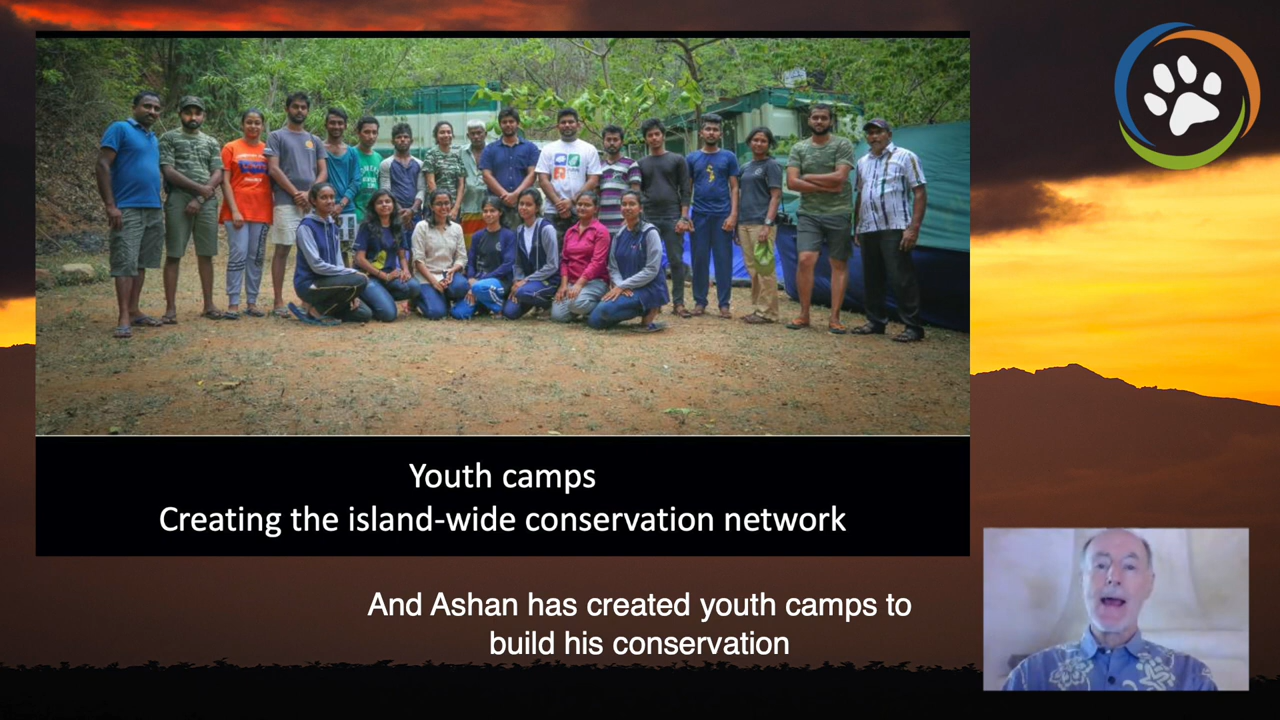 Youth camps
Creating the island-wide conservation network
And Ashan has created youth camps to
build his conservation